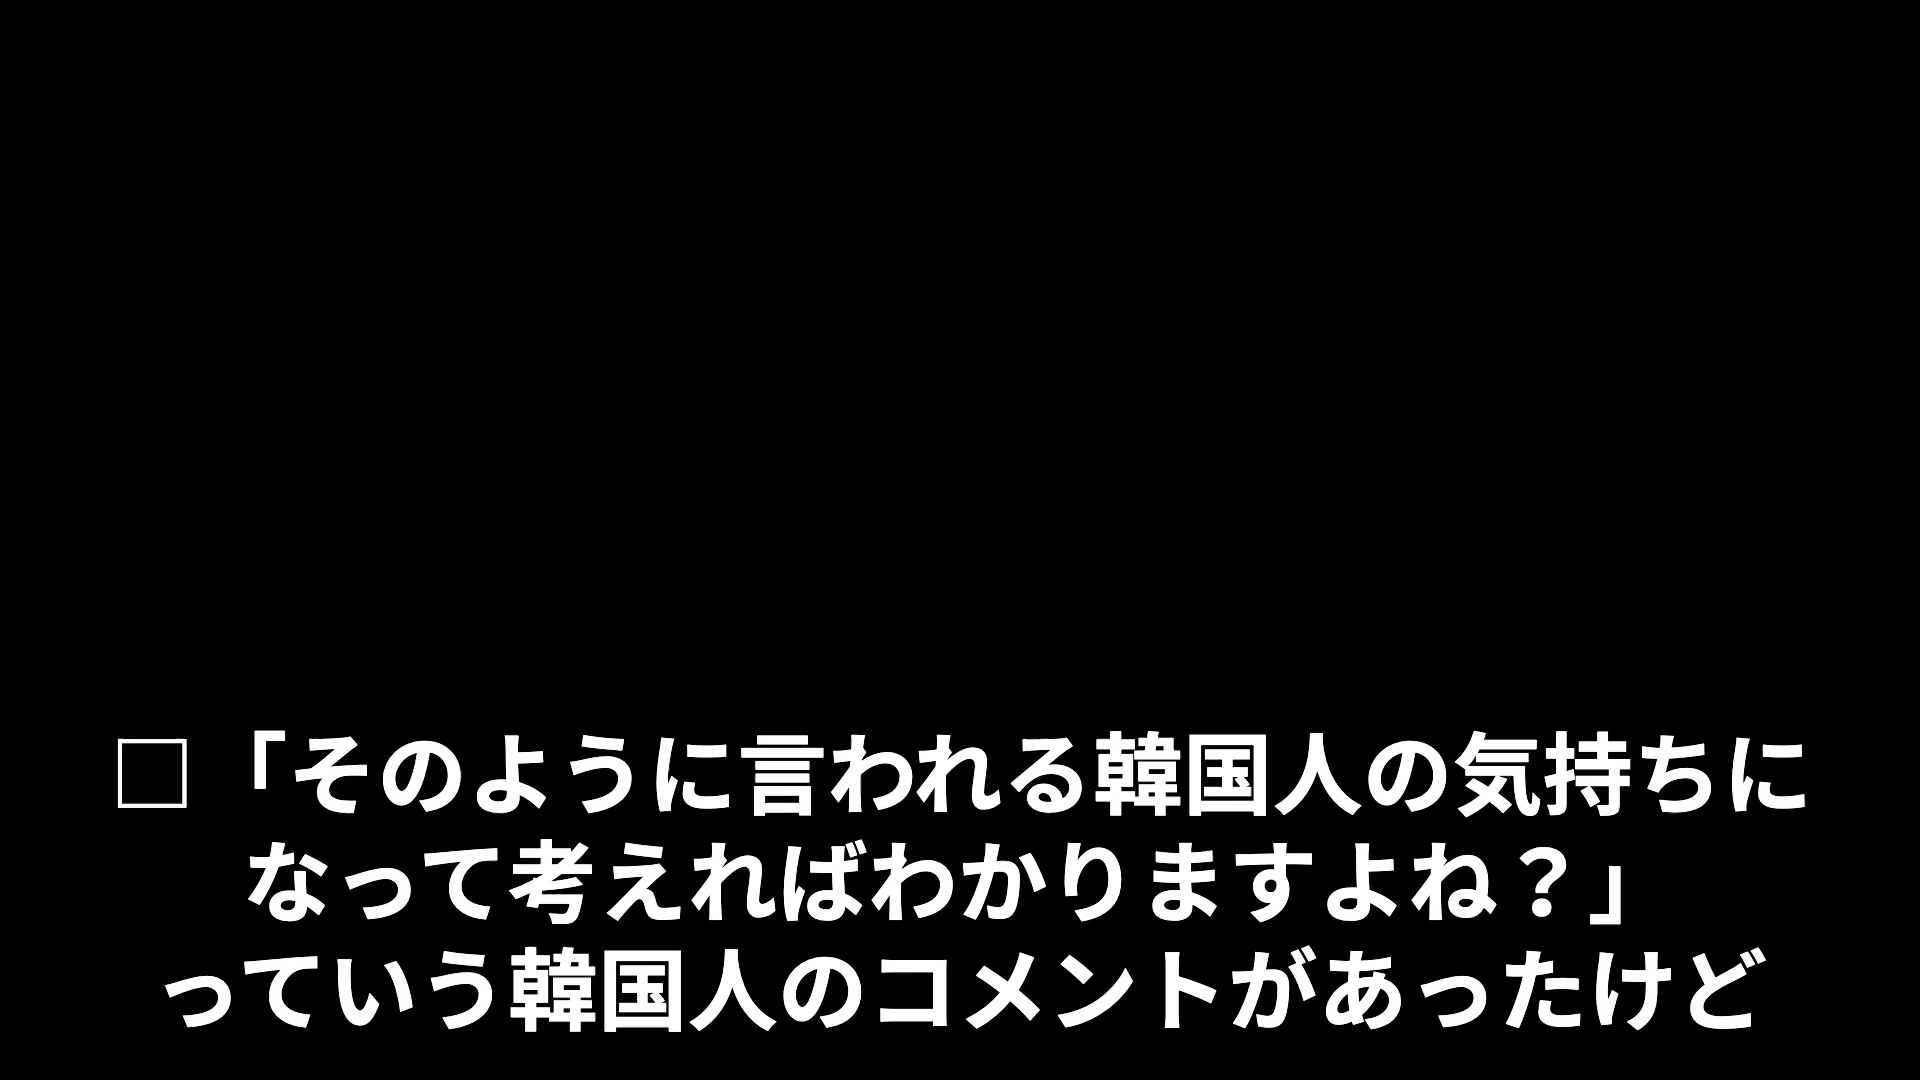 □「そのように言われる韓国人の気持ちに
なって考えればわかりますよね？」
っていう韓国人のコメントがあったけど